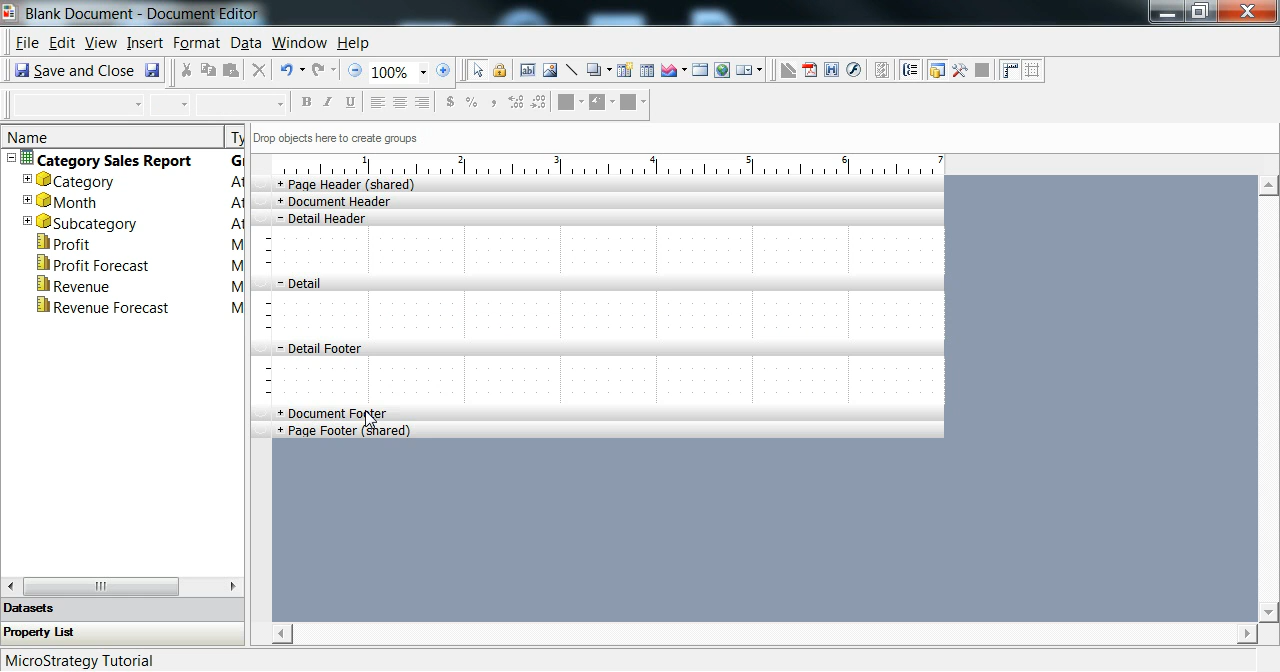 Blank Document - Document Editor
File Edit View Insert Format Data Window Help
Save and Close 100%
B I U $ % ,
Name Ty
Drop objects here to create groups
Category Sales Report
Category At
Month At
Subcategory At
Profit M
Profit Forecast M
Revenue M
Revenue Forecast M
1 2 3 4 5 6 7
+ Page Header (shared)
+ Document Header
- Detail Header
- Detail
- Detail Footer
+ Document Footer
+ Page Footer (shared)
Datasets
Property List
MicroStrategy Tutorial